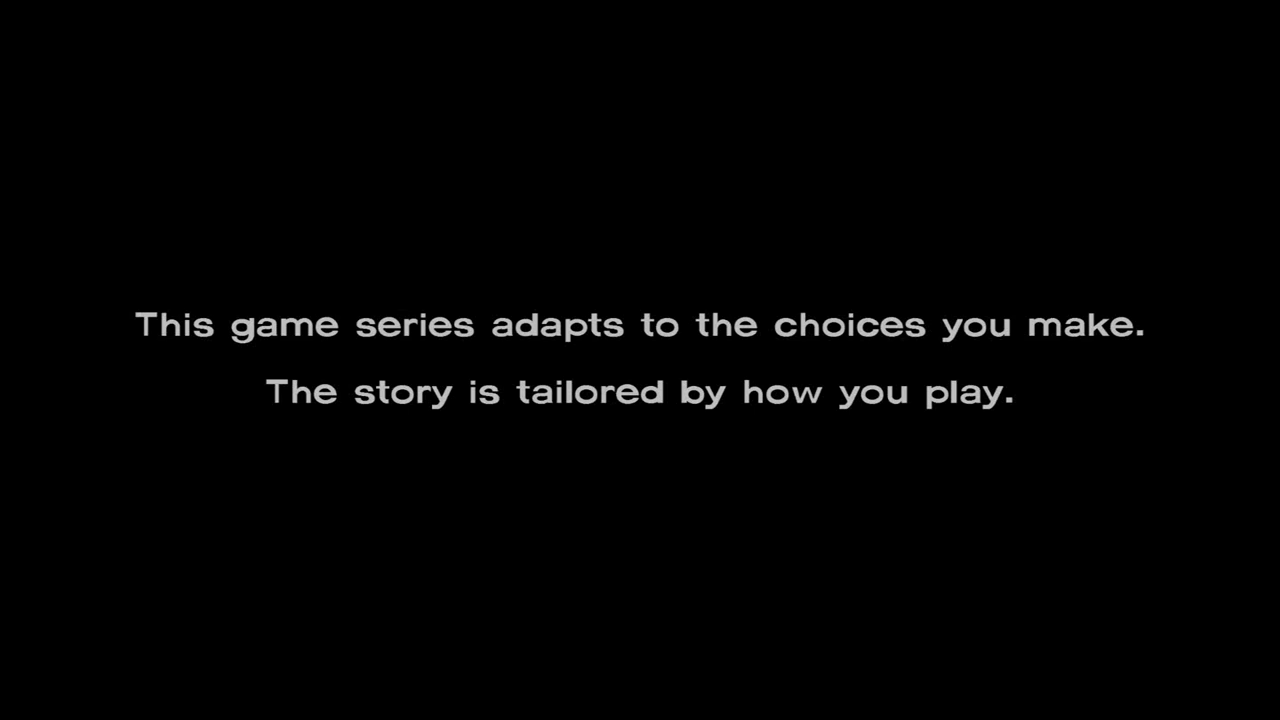 This game series adapts to the choices you make.
The story is tailored by how you play.